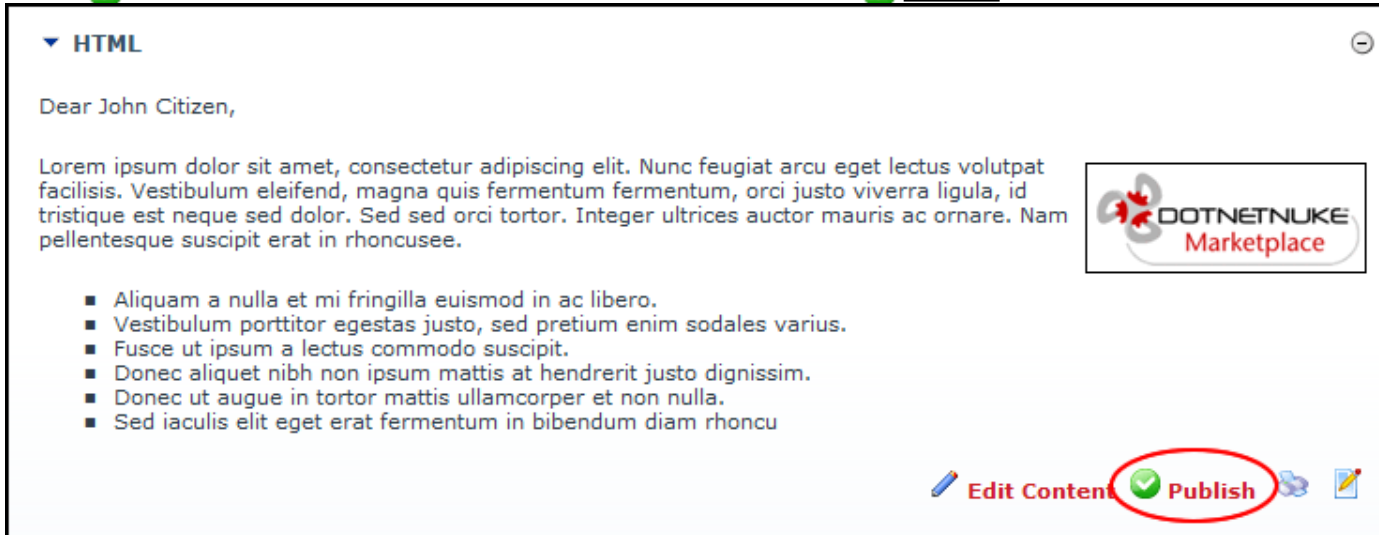 HTML
Dear John Citizen,
Lorem ipsum dolor sit amet, consectetur adipiscing elit. Nunc feugiat arcu eget lectus volutpat
facilisis. Vestibulum eleifend, magna quis fermentum fermentum, orci justo viverra ligula, id
tristique est neque sed dolor. Sed sed orci tortor. Integer ultrices auctor mauris ac ornare. Nam
pellentesque suscipit erat in rhoncusee.
DOTNETNUKE
Marketplace
Aliquam a nulla et mi fringilla euismod in ac libero.
Vestibulum porttitor egestas justo, sed pretium enim sodales varius.
Fusce ut ipsum a lectus commodo suscipit.
Donec aliquet nibh non ipsum mattis at hendrerit justo dignissim.
Donec ut augue in tortor mattis ullamcorper et non nulla.
Sed iaculis elit eget erat fermentum in bibendum diam rhoncu
Edit Content Publish